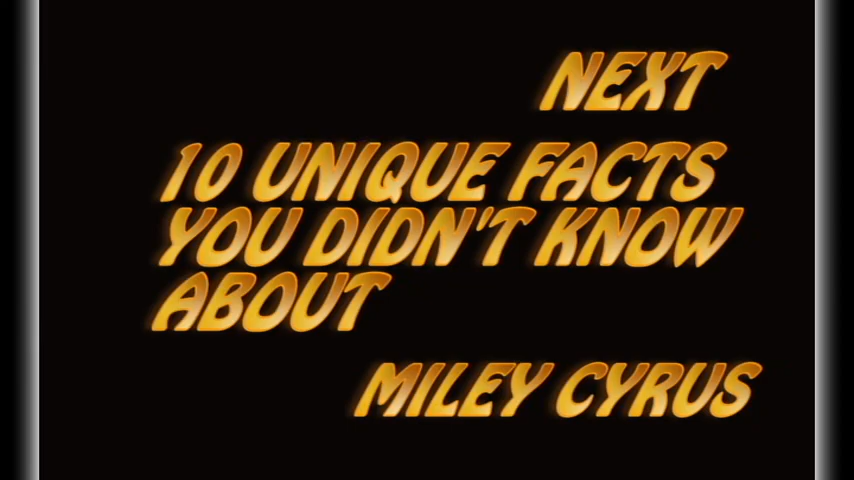 NEXT
10 UNIQUE FACTS
YOU DIDN'T KNOW
ABOUT
MILEY CYRUS